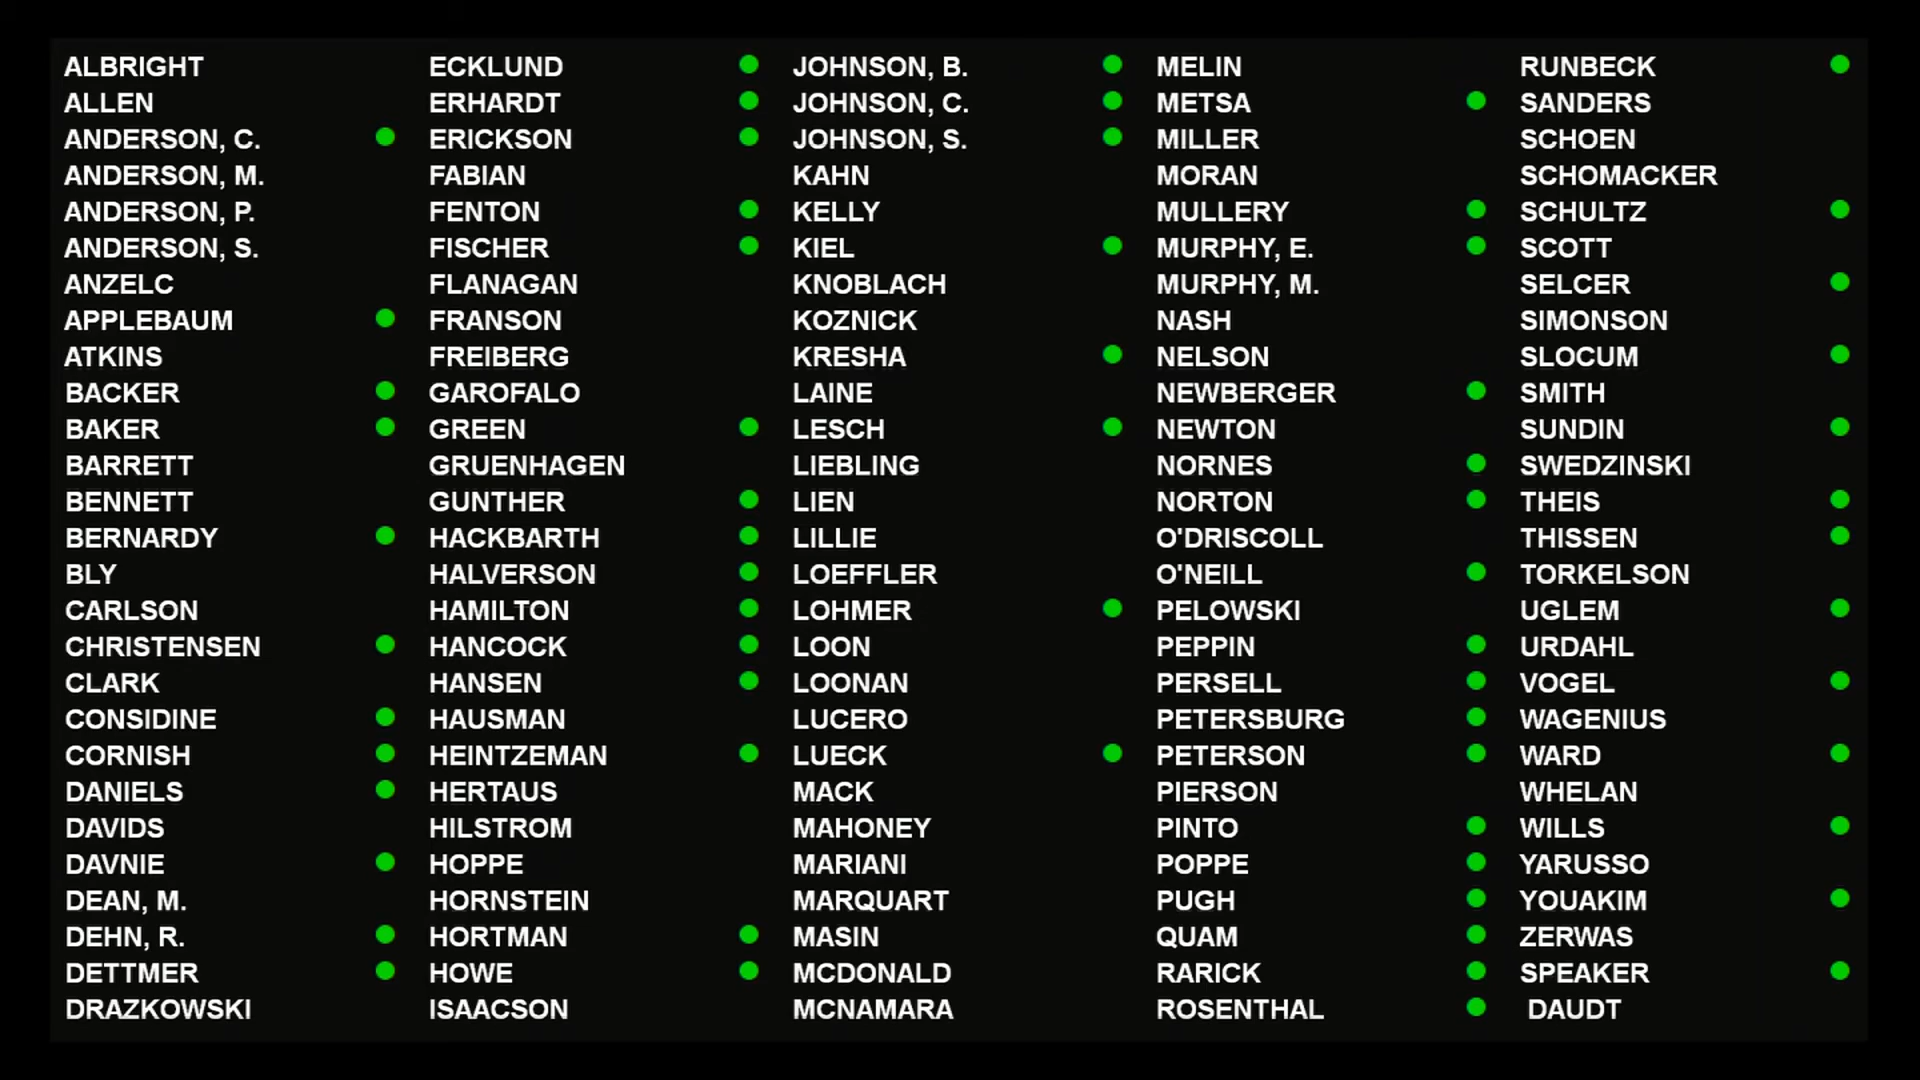 ALBRIGHT
ALLEN
ANDERSON, C.
ANDERSON, M.
ANDERSON, P.
ANDERSON, S.
ANZELC
APPLEBAUM
ATKINS
BACKER
BAKER
BARRETT
BENNETT
BERNARDY
BLY
CARLSON
CHRISTENSEN
CLARK
CONSIDINE
CORNISH
DANIELS
DAVIDS
DAVNIE
DEAN, M.
DEHN, R.
DETTMER
DRAZKOWSKI
ECKLUND
ERHARDT
ERICKSON
FABIAN
FENTON
FISCHER
FLANAGAN
FRANSON
FREIBERG
GAROFALO
GREEN
GRUENHAGEN
GUNTHER
HACKBARTH
HALVERSON
HAMILTON
HANCOCK
HANSEN
HAUSMAN
HEINTZEMAN
HERTAUS
HILSTROM
HOPPE
HORNSTEIN
HORTMAN
HOWE
ISAACSON
JOHNSON, B.
JOHNSON, C.
JOHNSON, S.
KAHN
KELLY
KIEL
KNOBLACH
KOZNICK
KRESHA
LAINE
LESCH
LIEBLING
LIEN
LILLIE
LOEFFLER
LOHMER
LOON
LOONAN
LUCERO
LUECK
MACK
MAHONEY
MARIANI
MARQUART
MASIN
MCDONALD
MCNAMARA
MELIN
METSA
MILLER
MORAN
MULLERY
MURPHY, E.
MURPHY, M.
NASH
NELSON
NEWBERGER
NEWTON
NORNES
NORTON
O'DRISCOLL
O'NEILL
PELOWSKI
PEPPIN
PERSELL
PETERSBURG
PETERSON
PIERSON
PINTO
POPPE
PUGH
QUAM
RARICK
ROSENTHAL
RUNBECK
SANDERS
SCHOEN
SCHOMACKER
SCHULTZ
SCOTT
SELCER
SIMONSON
SLOCUM
SMITH
SUNDIN
SWEDZINSKI
THEIS
THISSEN
TORKELSON
UGLEM
URDAHL
VOGEL
WAGENIUS
WARD
WHELAN
WILLS
YARUSSO
YOUAKIM
ZERWAS
SPEAKER
DAUDT